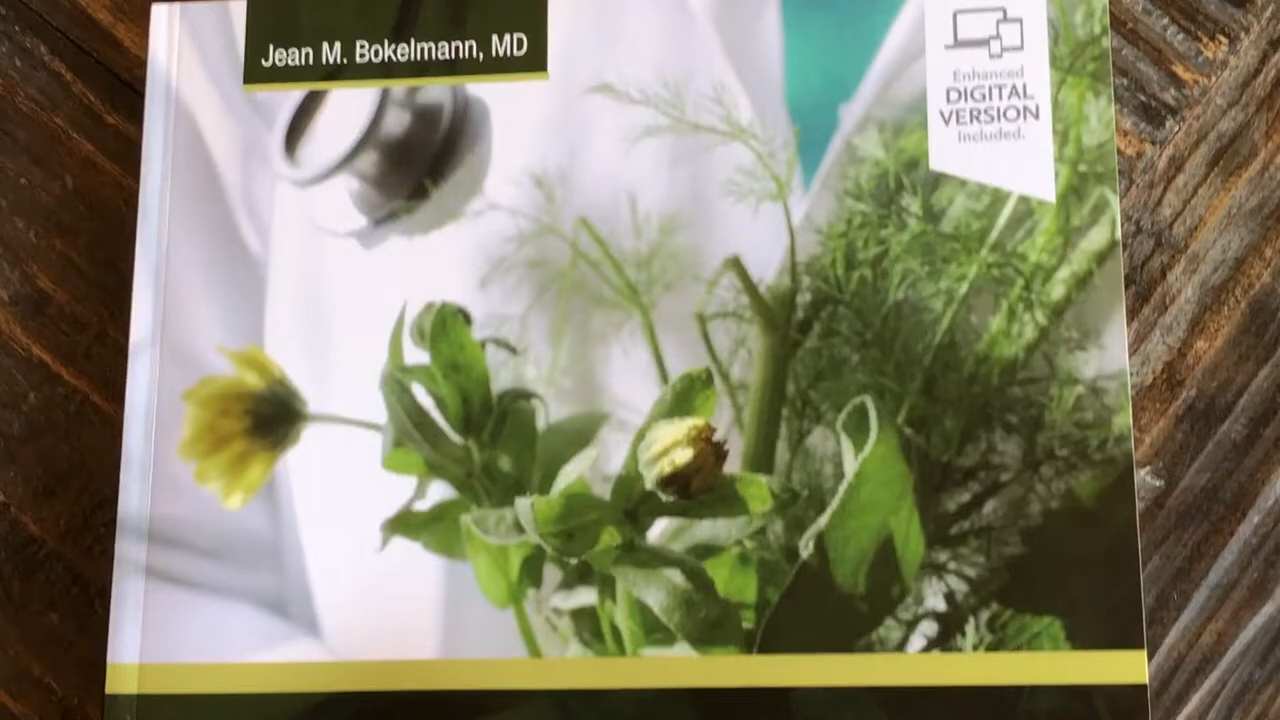 Jean M. Bokelmann, MD
Enhanced
DIGITAL
VERSION
Included.